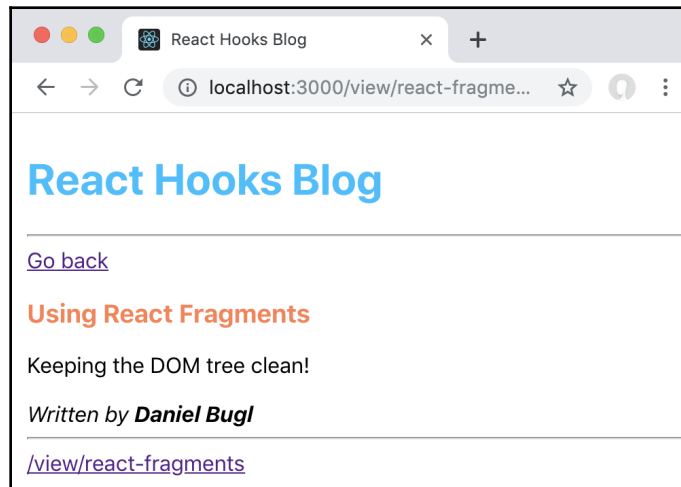 React Hooks Blog
localhost:3000/view/react-fragme...
React Hooks Blog
Go back
Using React Fragments
Keeping the DOM tree clean!
Written by Daniel Bugl
/view/react-fragments